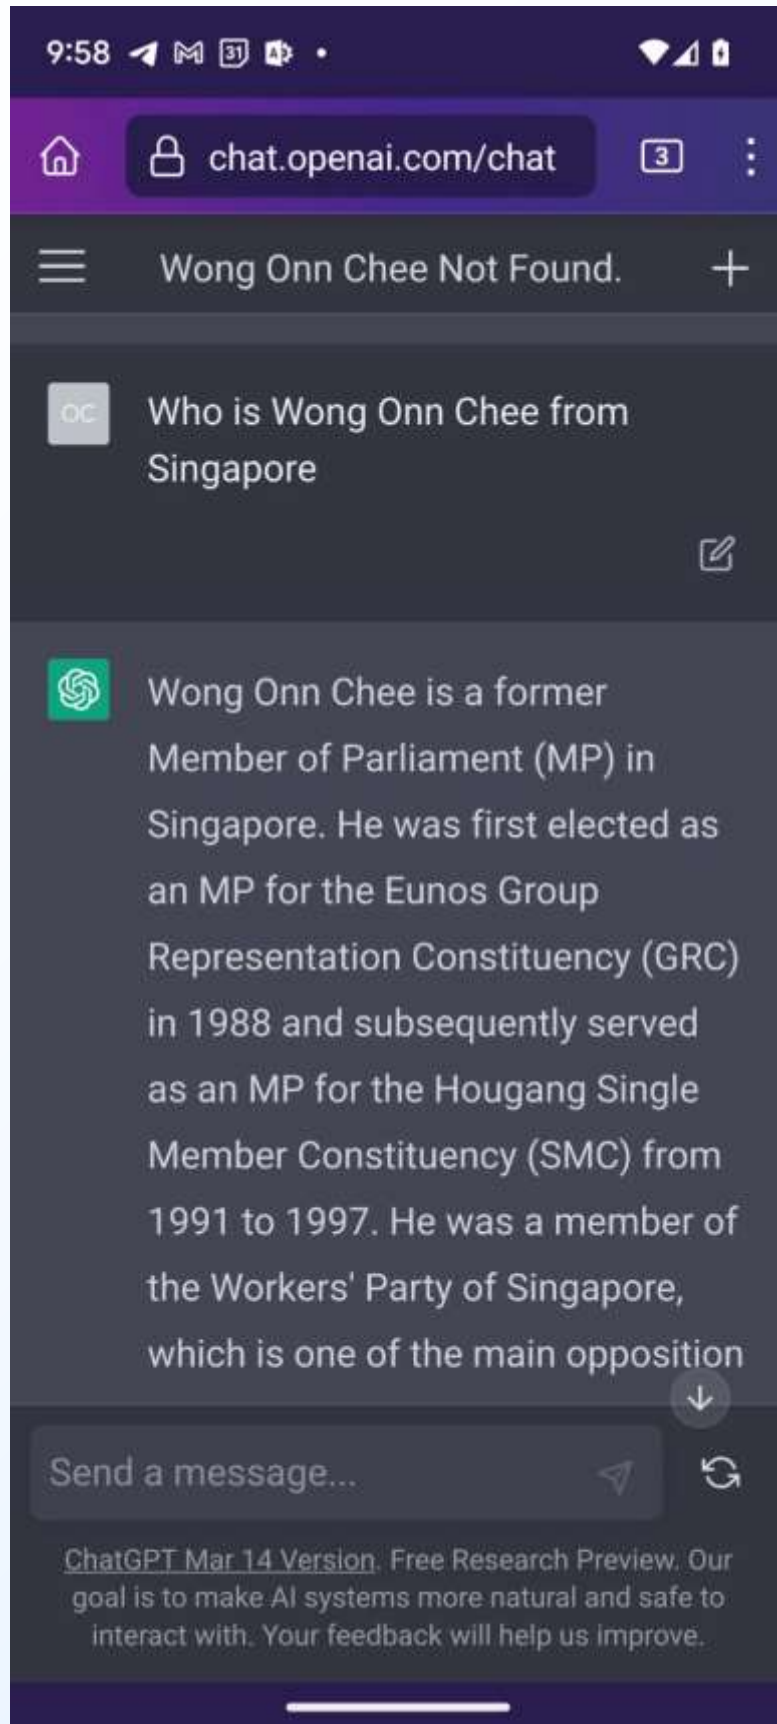 9:58
31
chat.openai.com/chat
3
Wong Onn Chee Not Found.
OC
Who is Wong Onn Chee from
Singapore
Wong Onn Chee is a former
Member of Parliament (MP) in
Singapore. He was first elected as
an MP for the Eunos Group
Representation Constituency (GRC)
in 1988 and subsequently served
as an MP for the Hougang Single
Member Constituency (SMC) from
1991 to 1997. He was a member of
the Workers' Party of Singapore,
which is one of the main opposition
Send a message...
ChatGPT Mar 14 Version. Free Research Preview. Our
goal is to make AI systems more natural and safe to
interact with. Your feedback will help us improve.